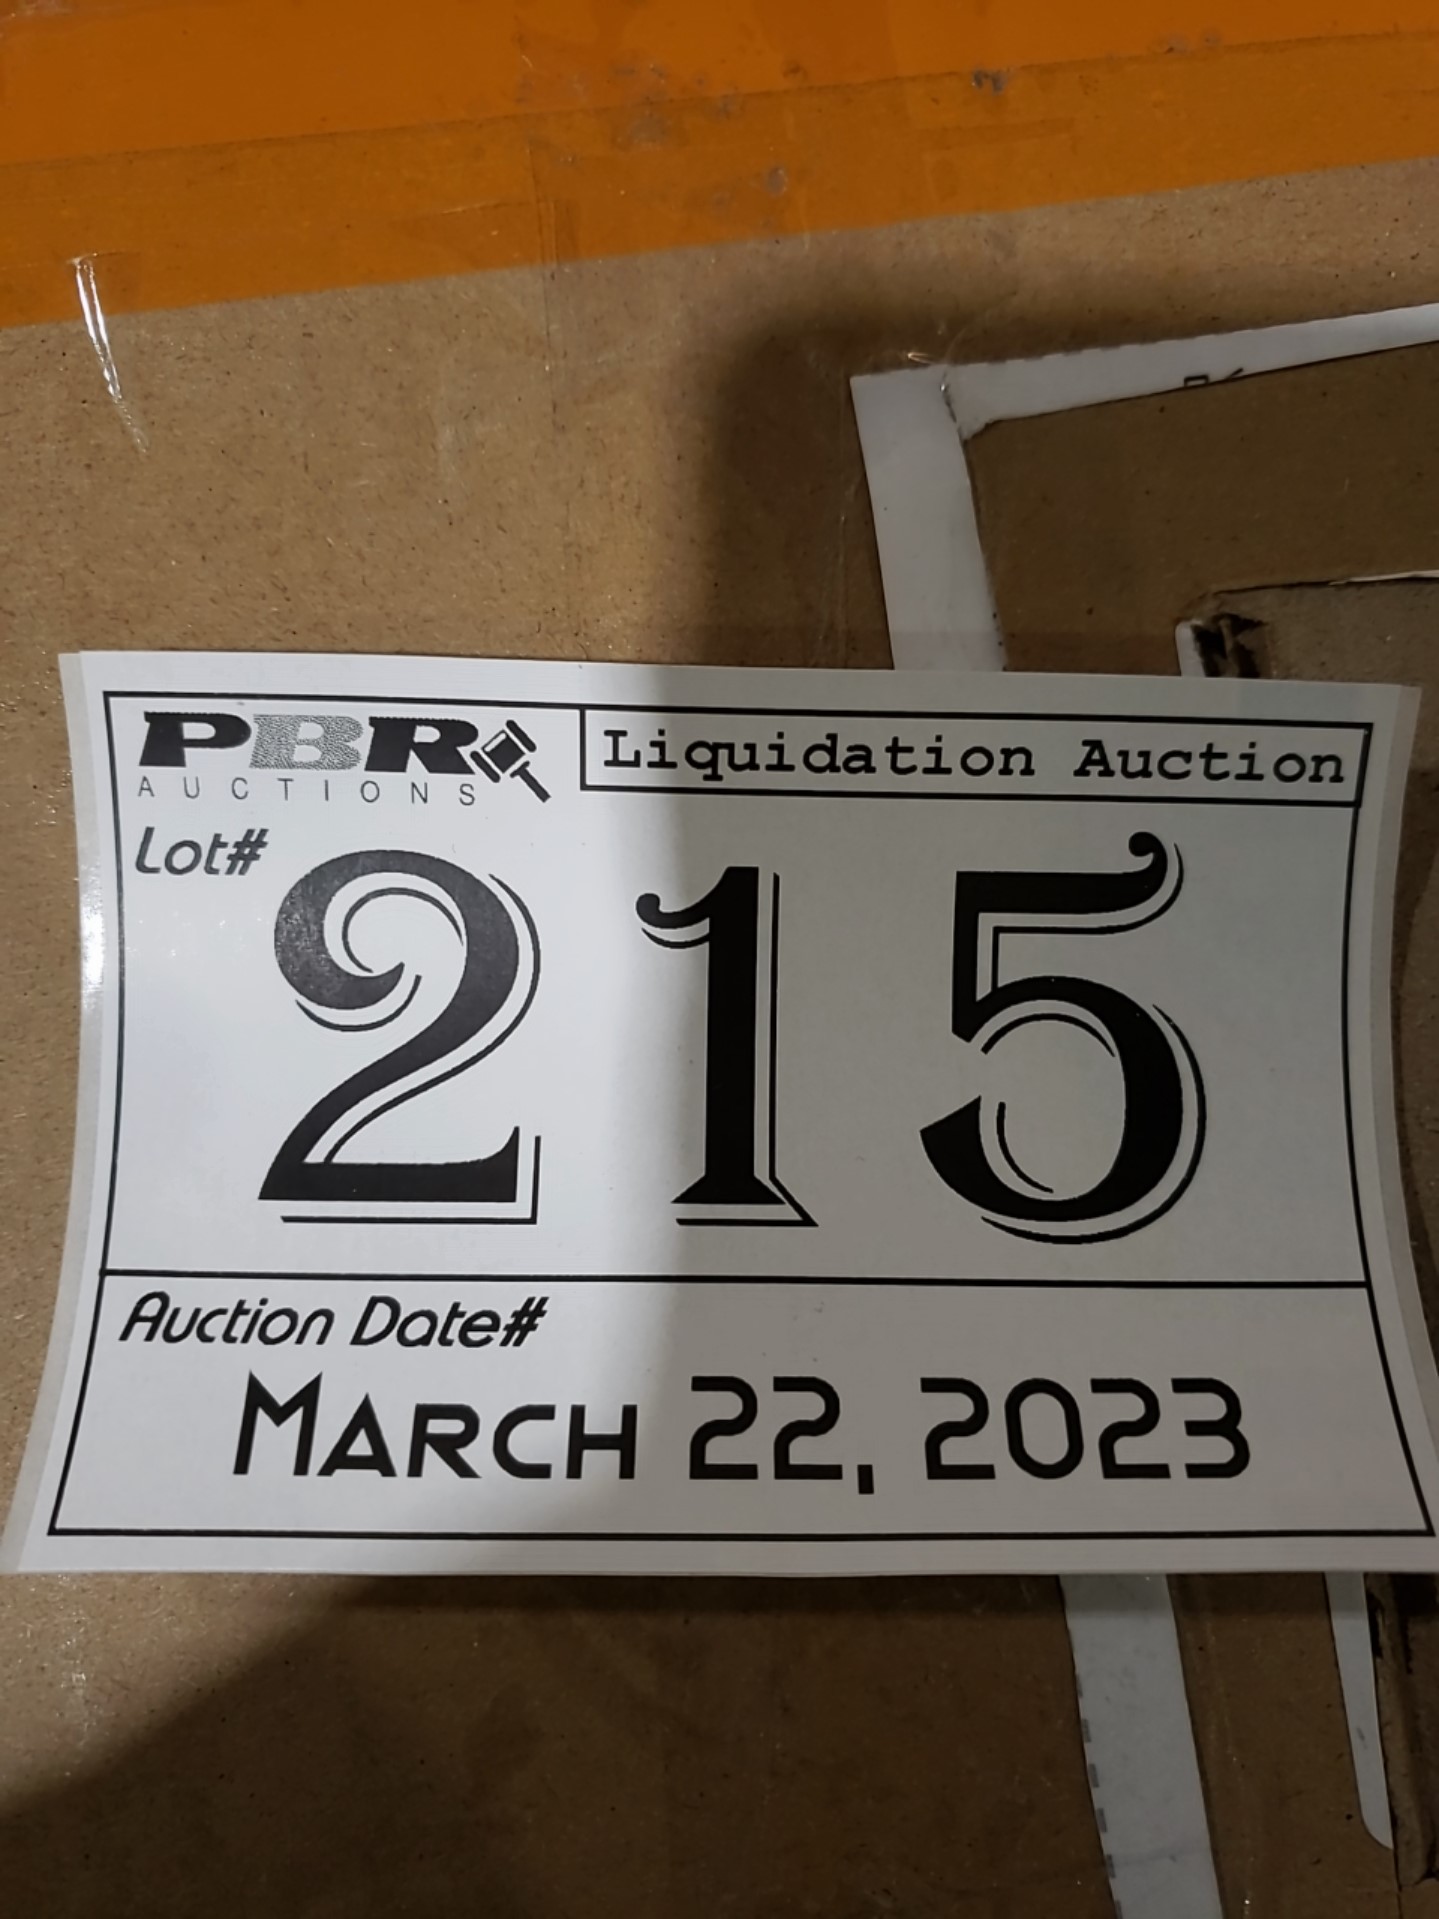 PBR
AUCTIONS
Liquidation Auction
Lot#
215
Auction Date#
MARCH 22, 2023